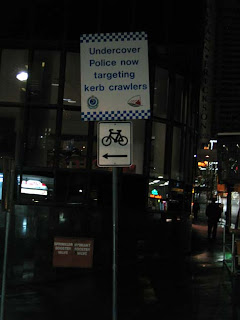 Undercover
Police now
targeting
kerb crawlers